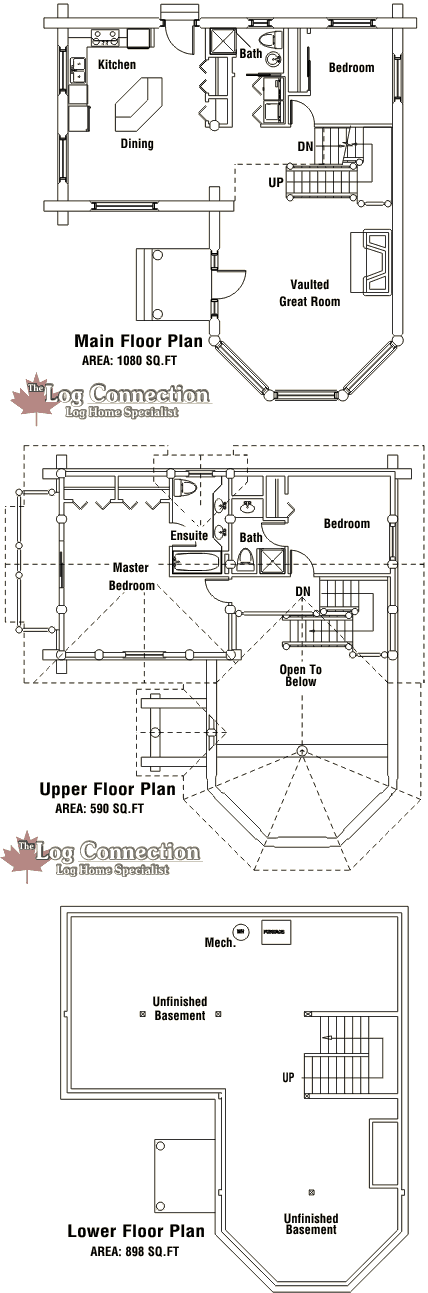 Kitchen
Bath
Bedroom
Dining
DN
UP
Vaulted
Great Room
Main Floor Plan
AREA: 1080 SQ.FT
The Log Connection
Log Home Specialist
Ensuite
Bath
Bedroom
Master
Bedroom
DN
Open To
Below
Upper Floor Plan
AREA: 590 SQ.FT
The Log Connection
Log Home Specialist
Mech.
FURNACE
Unfinished
Basement
UP
Unfinished
Basement
Lower Floor Plan
AREA: 898 SQ.FT